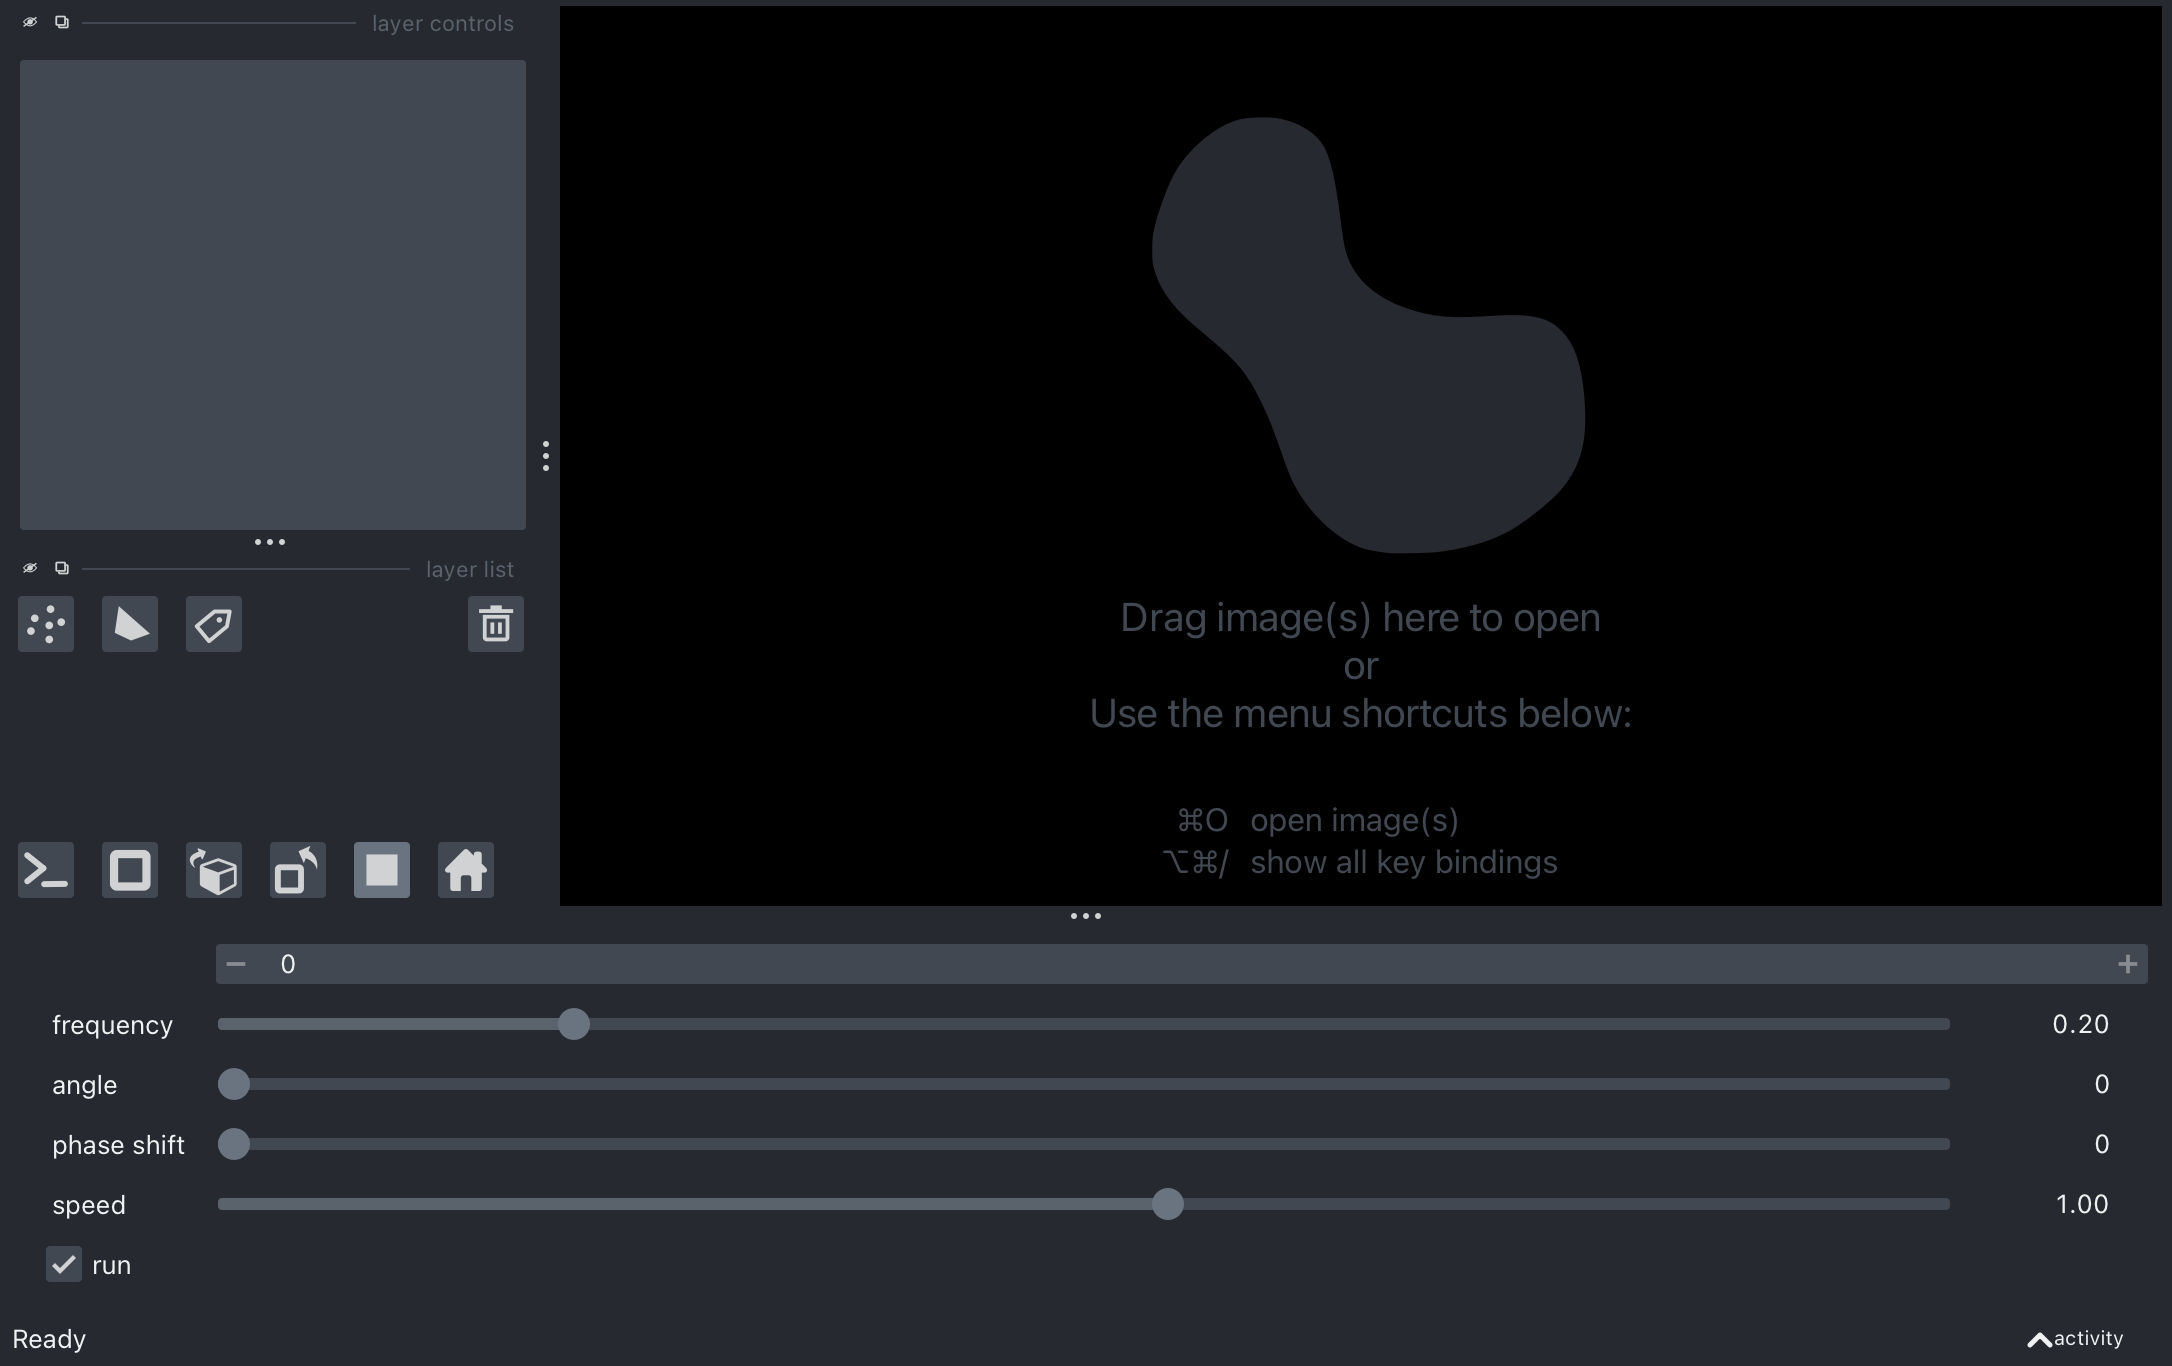 layer controls
layer list
Drag image(s) here to open
or
Use the menu shortcuts below:
⌘O open image(s)
⌥⌘/ show all key bindings
0
frequency 0.20
angle 0
phase shift 0
speed 1.00
run
Ready
activity